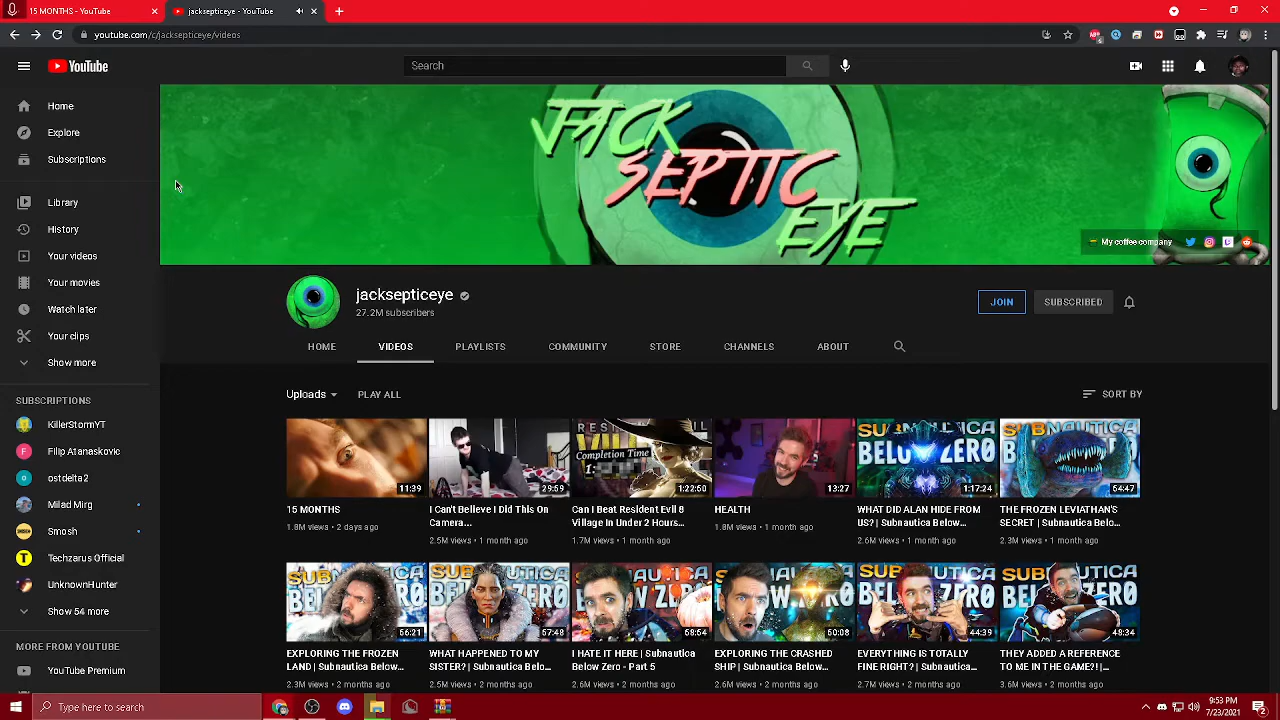 15 MONTHS - YouTube
jacksepticeye - YouTube
youtube.com/c/jacksepticeye/videos
YouTube
Search
Home
Explore
Subscriptions
Library
History
Your videos
Your movies
Watch later
Your clips
Show more
SUBSCRIPTIONS
KillerStormYT
Filip Atanaskovic
ostdelta2
Milad Mirg
Smosh
Techzarus Official
UnknownHunter
Show 54 more
MORE FROM YOUTUBE
YouTube Premium
JACK
SEPTIC
EYE
My coffee company
jacksepticeye
27.2M subscribers
JOIN
SUBSCRIBED
HOME VIDEOS PLAYLISTS COMMUNITY STORE CHANNELS ABOUT
Uploads PLAY ALL SORT BY
11:39
15 MONTHS
1.8M views • 2 days ago
29:59
I Can't Believe I Did This On
Camera...
2.5M views • 1 month ago
Completion Time
1:22:50
Can I Beat Resident Evil 8
Village In Under 2 Hours...
1.7M views • 1 month ago
13:27
HEALTH
1.8M views • 1 month ago
SUBNAUTICA
BELOW ZERO
1:17:24
WHAT DID ALAN HIDE FROM
US? | Subnautica Below...
2.6M views • 1 month ago
SUBNAUTICA
BELOW ZERO
54:47
THE FROZEN LEVIATHAN'S
SECRET | Subnautica Belo...
2.3M views • 1 month ago
56:21
EXPLORING THE FROZEN
LAND | Subnautica Below...
2.3M views • 2 months ago
57:48
WHAT HAPPENED TO MY
SISTER? | Subnautica Belo...
2.5M views • 2 months ago
58:54
I HATE IT HERE | Subnautica
Below Zero - Part 5
2.6M views • 2 months ago
50:08
EXPLORING THE CRASHED
SHIP | Subnautica Below...
2.6M views • 2 months ago
44:39
EVERYTHING IS TOTALLY
FINE RIGHT? | Subnautica...
2.7M views • 2 months ago
48:34
THEY ADDED A REFERENCE
TO ME IN THE GAME?! |...
3.6M views • 2 months ago
Type here to search
9:53 PM
7/23/2021